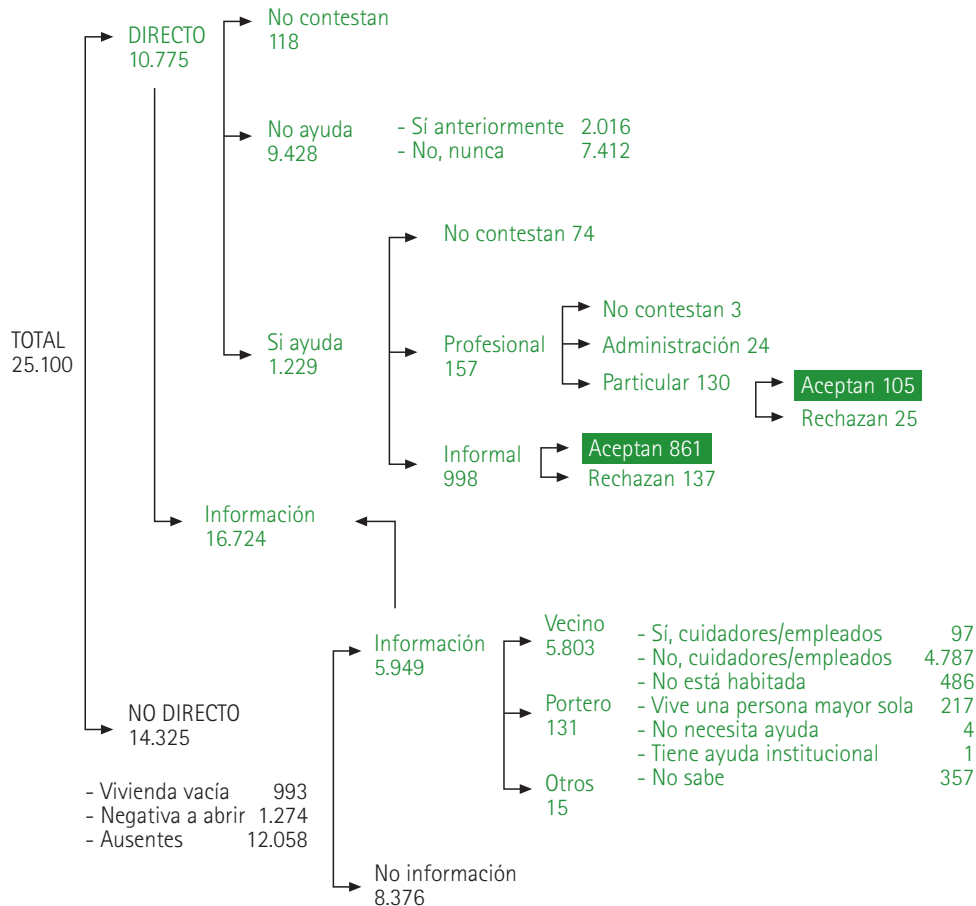 No contestan
118
DIRECTO
10.775
No ayuda
9.428
- Sí anteriormente 2.016
- No, nunca 7.412
No contestan 74
TOTAL
25.100
Si ayuda
1.229
Profesional
157
No contestan 3
Administración 24
Particular 130
Aceptan 105
Rechazan 25
Informal
998
Aceptan 861
Rechazan 137
Información
16.724
Información
5.949
Vecino
5.803
Portero
131
Otros
15
- Sí, cuidadores/empleados 97
- No, cuidadores/empleados 4.787
- No está habitada 486
- Vive una persona mayor sola 217
- No necesita ayuda 4
- Tiene ayuda institucional 1
- No sabe 357
NO DIRECTO
14.325
- Vivienda vacía 993
- Negativa a abrir 1.274
- Ausentes 12.058
No información
8.376